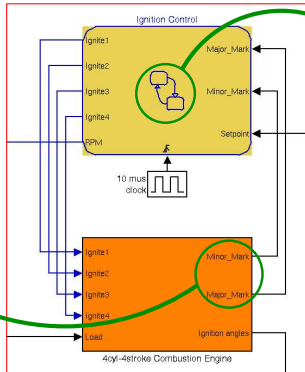 Ignition Control
Ignite1
Major_Mark
Ignite2
Ignite3
Minor_Mark
Ignite4
Setpoint
RPM
10 mus
clock
Ignite1
Minor_Mark
Ignite2
Ignite3
Major_Mark
Ignite4
Load
Ignition angles
4cyl-4stroke Combustion Engine